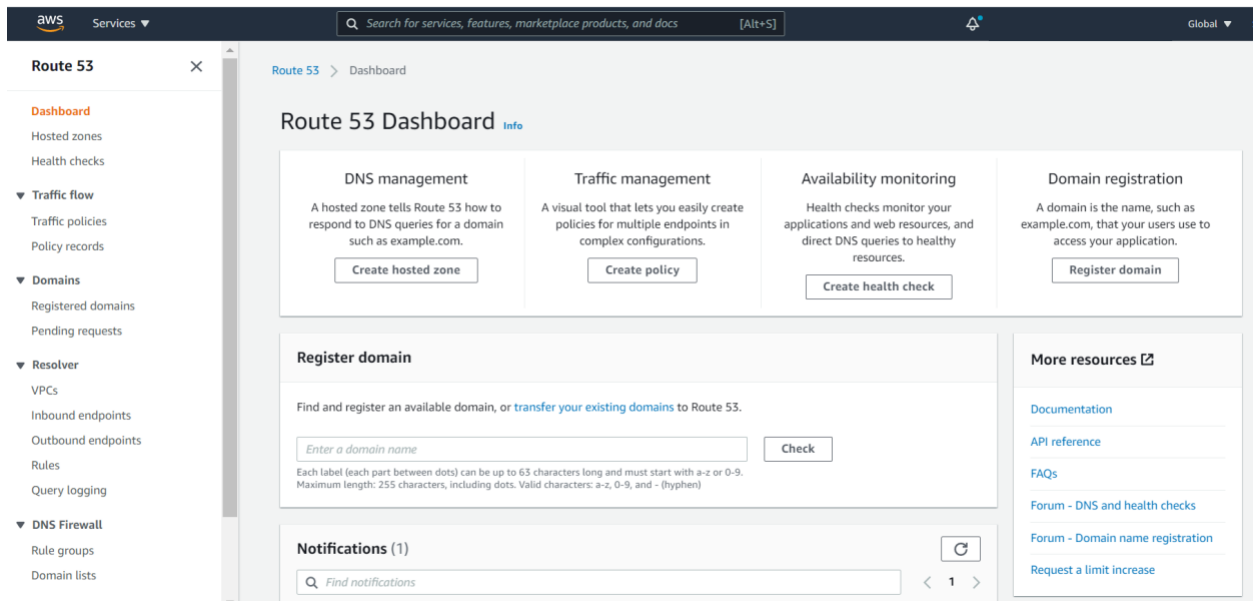 aws
Services ▼
Search for services, features, marketplace products, and docs [Alt+S]
Global ▼
Route 53
Dashboard
Hosted zones
Health checks
Traffic flow
Traffic policies
Policy records
Domains
Registered domains
Pending requests
Resolver
VPCs
Inbound endpoints
Outbound endpoints
Rules
Query logging
DNS Firewall
Rule groups
Domain lists
Route 53 > Dashboard
Route 53 Dashboard Info
DNS management
A hosted zone tells Route 53 how to
respond to DNS queries for a domain
such as example.com.
Create hosted zone
Traffic management
A visual tool that lets you easily create
policies for multiple endpoints in
complex configurations.
Create policy
Availability monitoring
Health checks monitor your
applications and web resources, and
direct DNS queries to healthy
resources.
Create health check
Domain registration
A domain is the name, such as
example.com, that your users use to
access your application.
Register domain
Register domain
Find and register an available domain, or transfer your existing domains to Route 53.
Enter a domain name
Check
Each label (each part between dots) can be up to 63 characters long and must start with a-z or 0-9.
Maximum length: 255 characters, including dots. Valid characters: a-z, 0-9, and - (hyphen)
Notifications (1)
Find notifications
< 1 >
More resources
Documentation
API reference
FAQs
Forum - DNS and health checks
Forum - Domain name registration
Request a limit increase